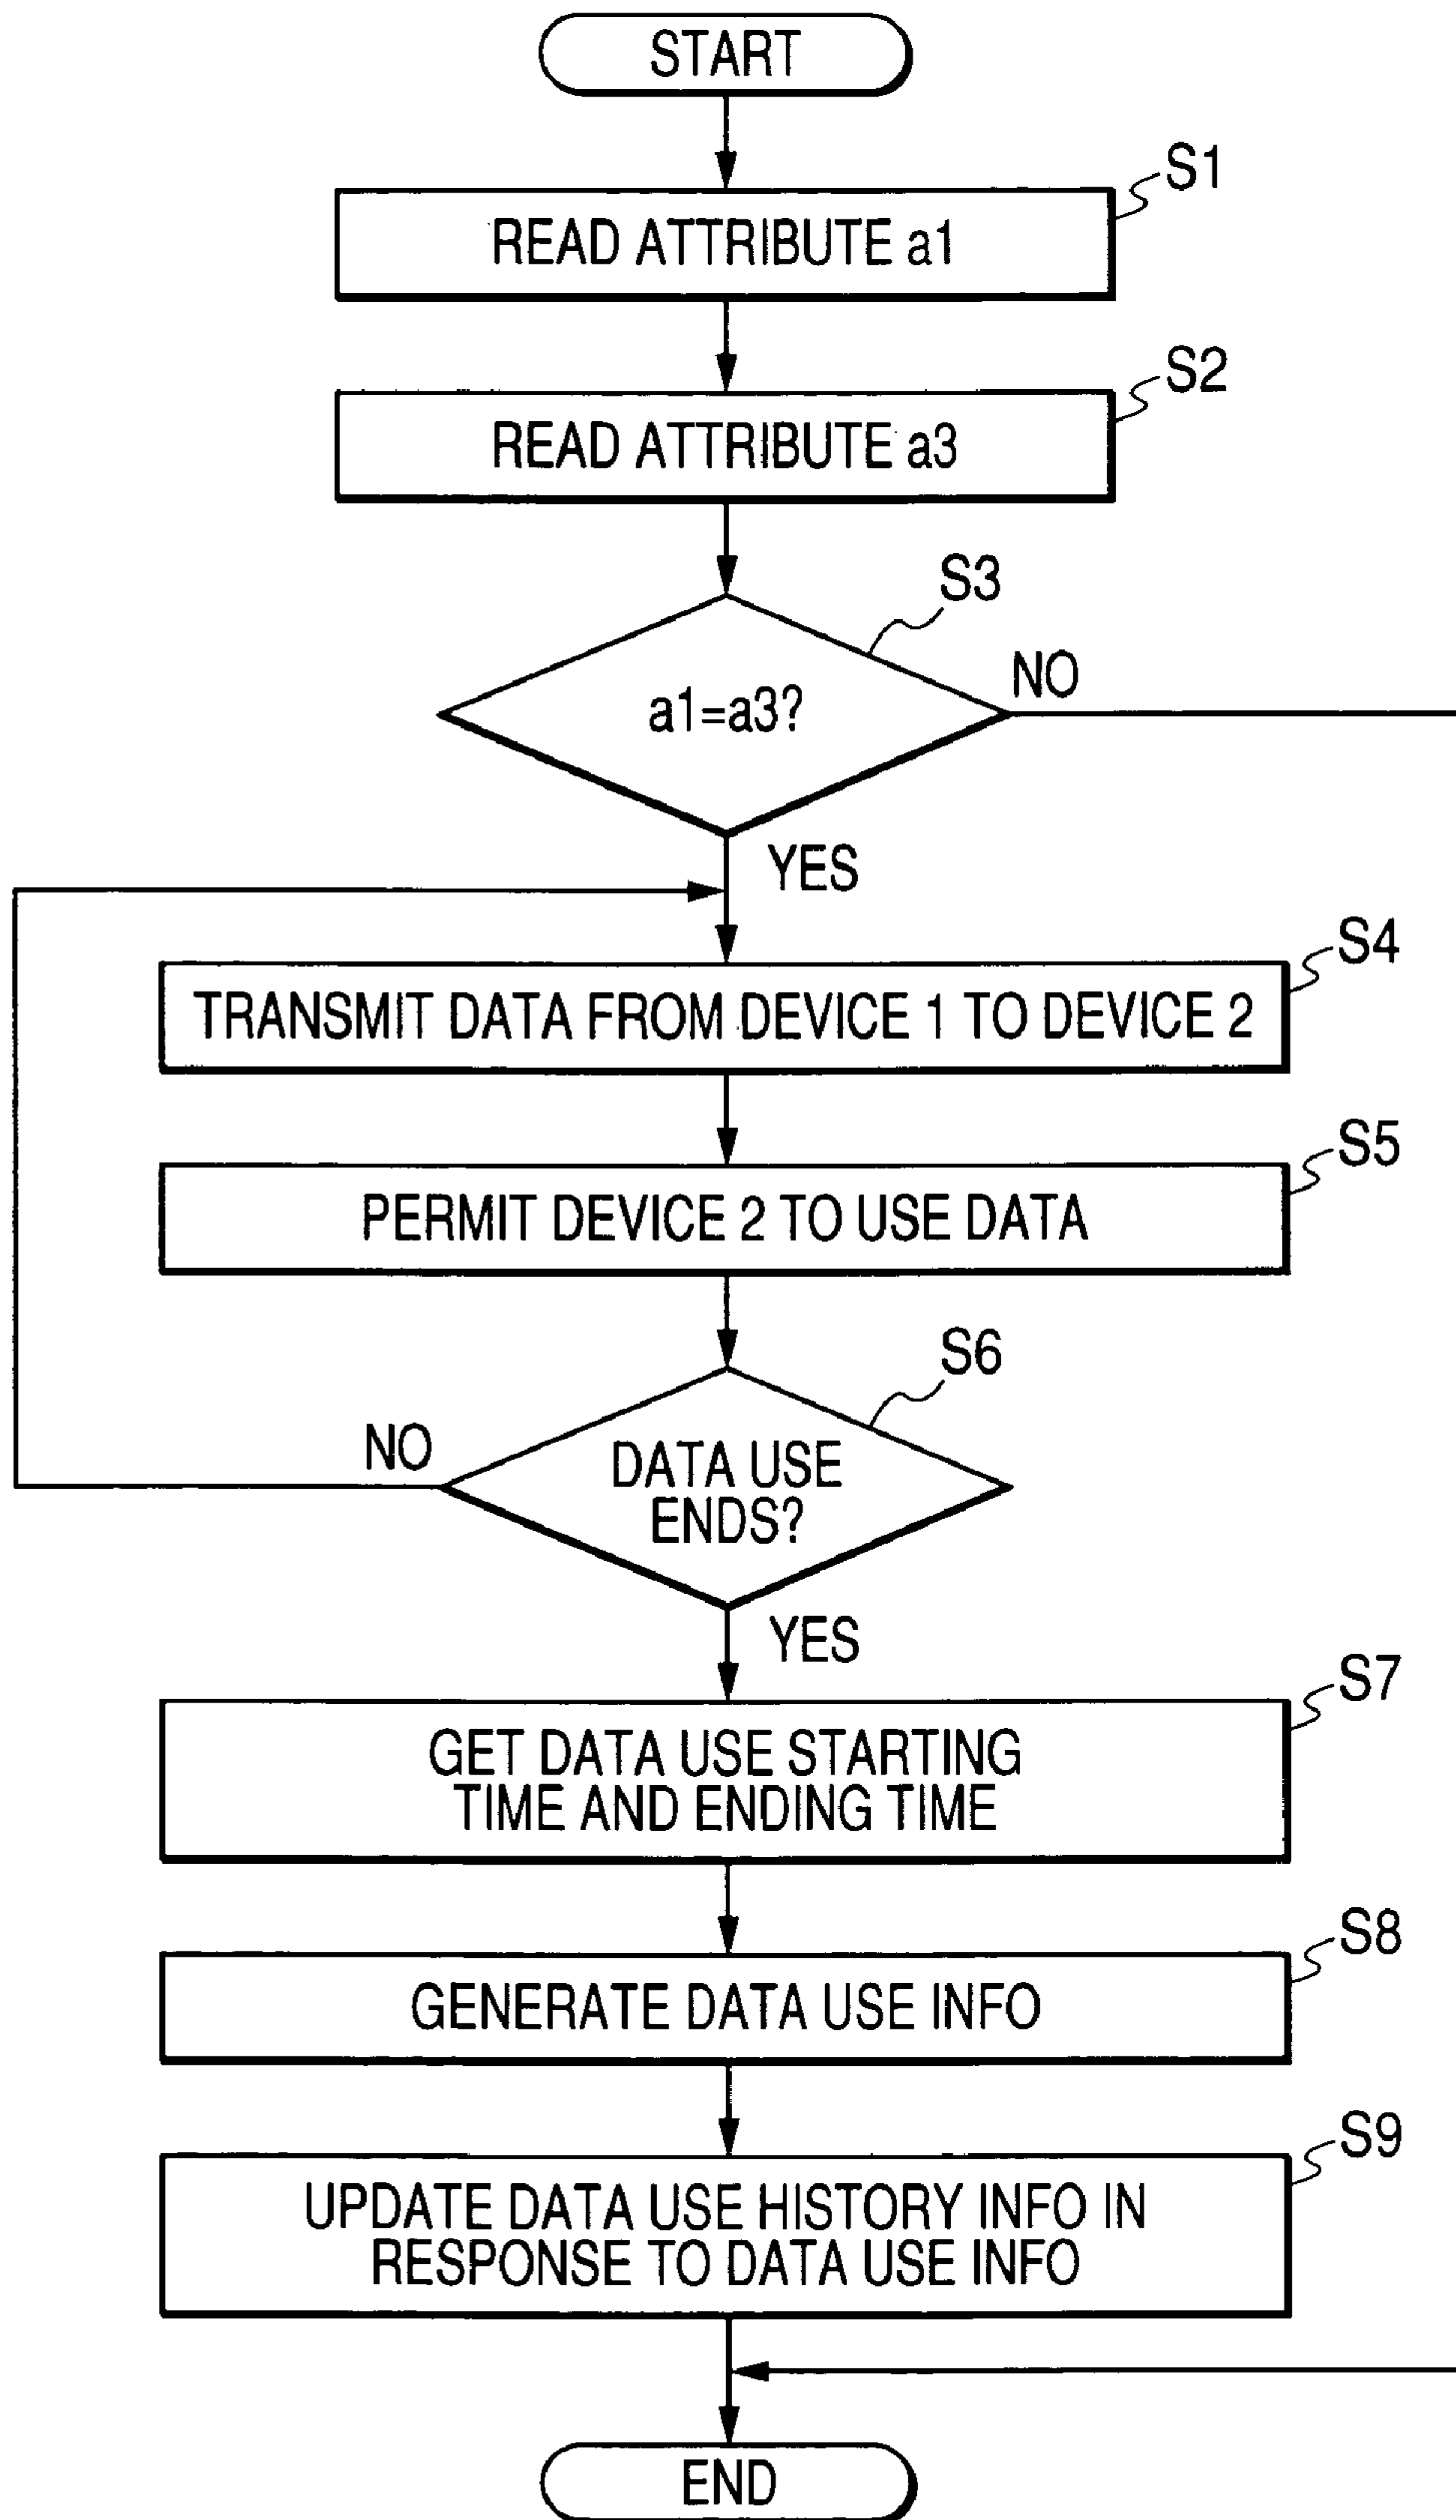 START
S1
READ ATTRIBUTE a1
S2
READ ATTRIBUTE a3
S3
NO
a1=a3?
YES
S4
TRANSMIT DATA FROM DEVICE 1 TO DEVICE 2
S5
PERMIT DEVICE 2 TO USE DATA
S6
NO
DATA USE
ENDS?
YES
S7
GET DATA USE STARTING
TIME AND ENDING TIME
S8
GENERATE DATA USE INFO
S9
UPDATE DATA USE HISTORY INFO IN
RESPONSE TO DATA USE INFO
END